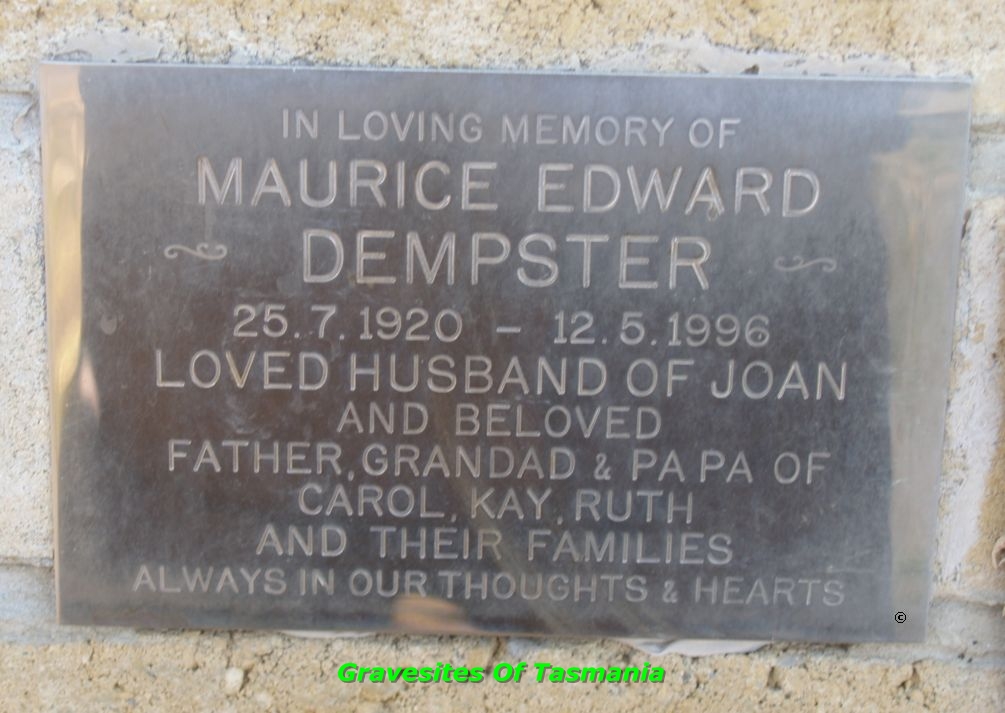 IN LOVING MEMORY OF
MAURICE EDWARD
DEMPSTER
25.7.1920 – 12.5.1996
LOVED HUSBAND OF JOAN
AND BELOVED
FATHER, GRANDAD & PA PA OF
CAROL, KAY, RUTH
AND THEIR FAMILIES
ALWAYS IN OUR THOUGHTS & HEARTS
©
Gravesites Of Tasmania